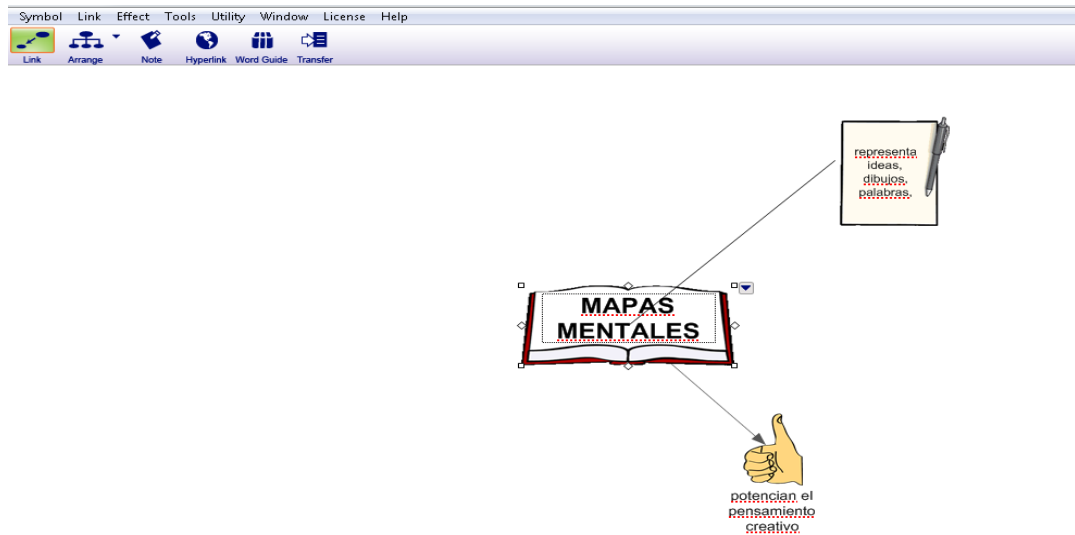 Symbol Link Effect Tools Utility Window License Help
Link Arrange Note Hyperlink Word Guide Transfer
representa
ideas,
dibujos,
palabras,
MAPAS
MENTALES
potencian el
pensamiento
creativo